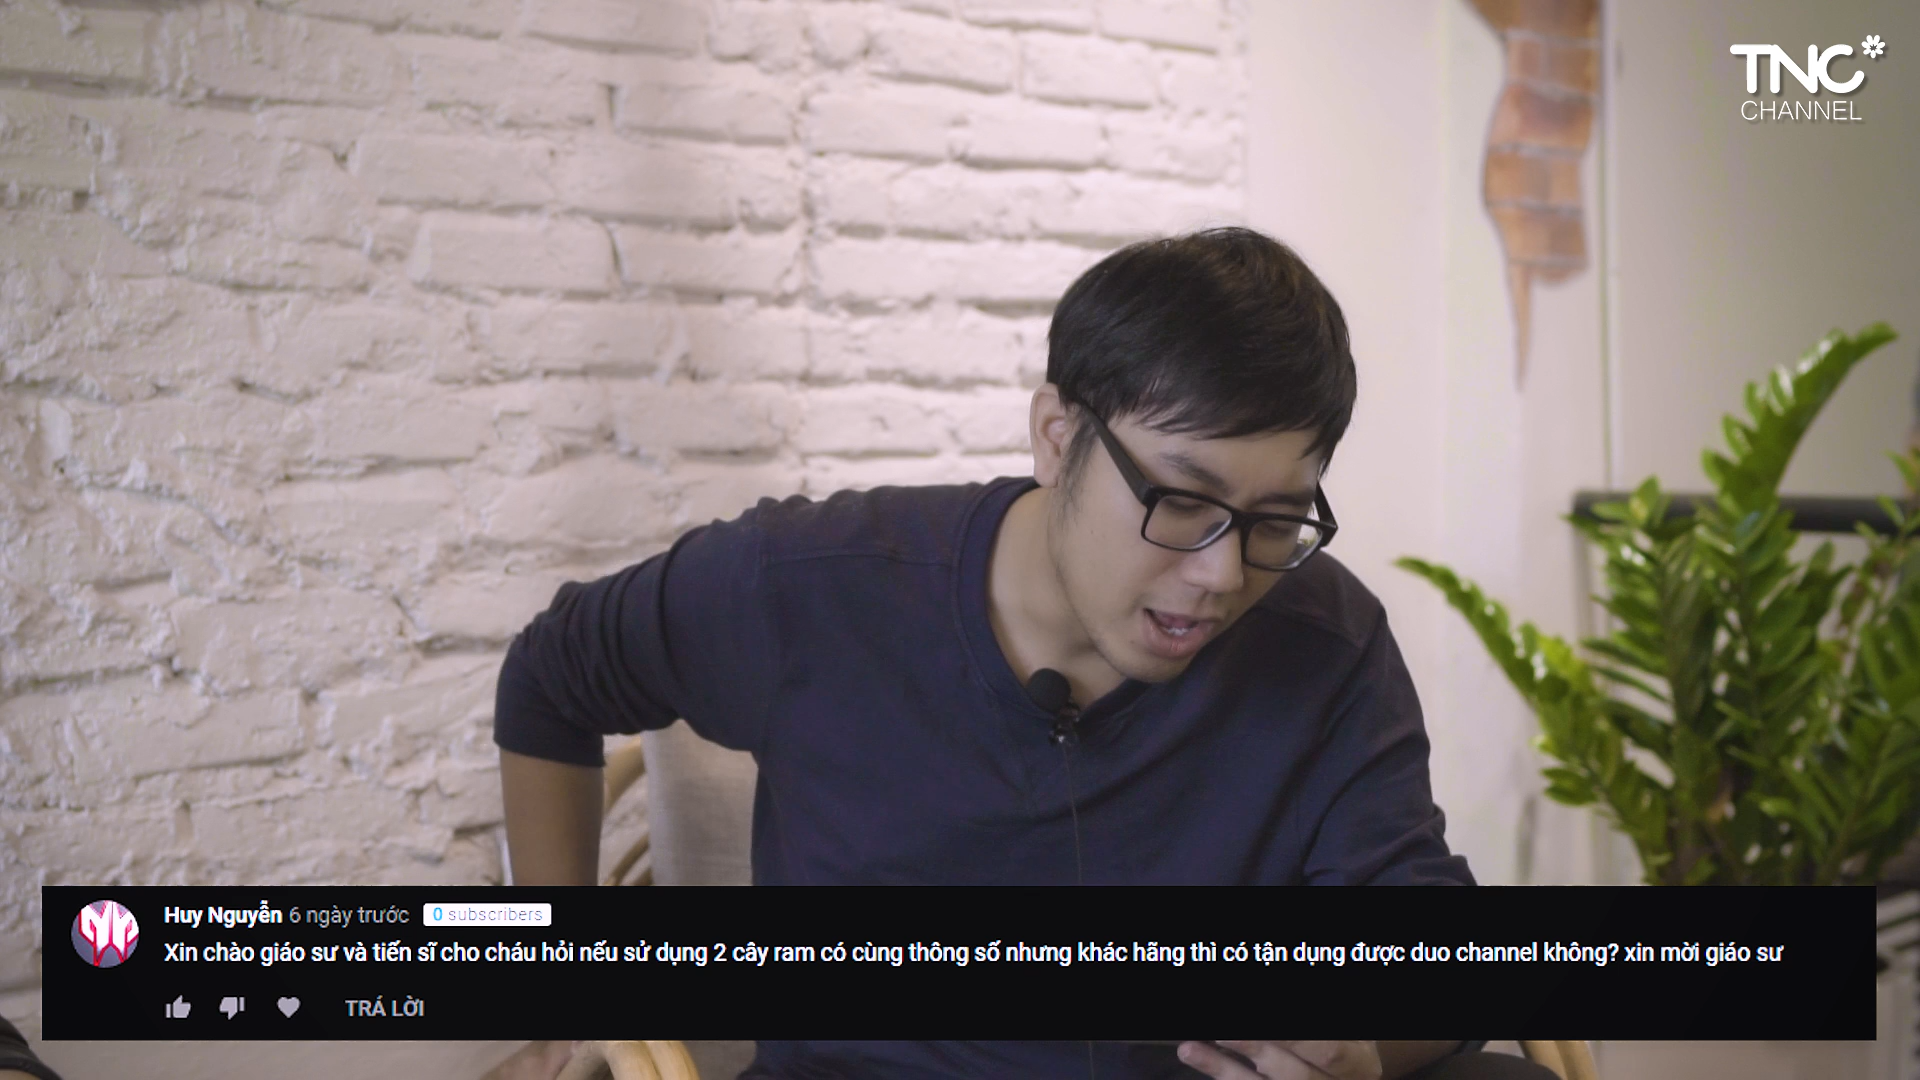 TNC*
CHANNEL
Huy Nguyễn 6 ngày trước 0 subscribers
Xin chào giáo sư và tiến sĩ cho cháu hỏi nếu sử dụng 2 cây ram có cùng thông số nhưng khác hãng thì có tận dụng được duo channel không? xin mời giáo sư
TRẢ LỜI